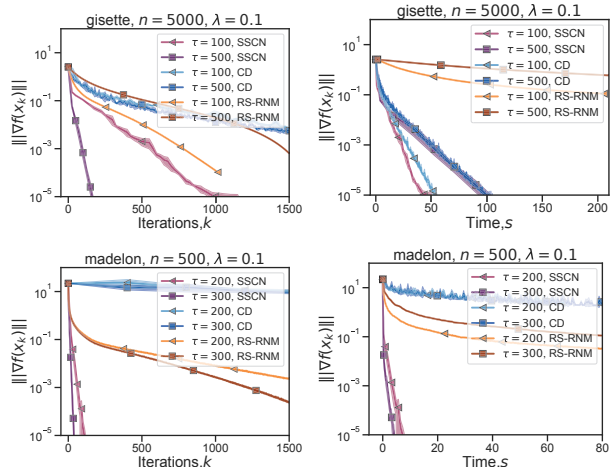 gisette, n = 5000, λ = 0.1
|||∇f(x_k)|||
10^1
10^-1
10^-3
10^-5
τ = 100, SSCN
τ = 500, SSCN
τ = 100, CD
τ = 500, CD
τ = 100, RS-RNM
τ = 500, RS-RNM
0 500 1000 1500
Iterations, k
gisette, n = 5000, λ = 0.1
|||∇f(x_k)|||
10^1
10^-1
10^-3
10^-5
τ = 100, SSCN
τ = 500, SSCN
τ = 100, CD
τ = 500, CD
τ = 100, RS-RNM
τ = 500, RS-RNM
0 50 100 150 200
Time, s
madelon, n = 500, λ = 0.1
|||∇f(x_k)|||
10^1
10^-1
10^-3
10^-5
τ = 200, SSCN
τ = 300, SSCN
τ = 200, CD
τ = 300, CD
τ = 200, RS-RNM
τ = 300, RS-RNM
0 500 1000 1500
Iterations, k
madelon, n = 500, λ = 0.1
|||∇f(x_k)|||
10^1
10^-1
10^-3
10^-5
τ = 200, SSCN
τ = 300, SSCN
τ = 200, CD
τ = 300, CD
τ = 200, RS-RNM
τ = 300, RS-RNM
0 20 40 60 80
Time, s